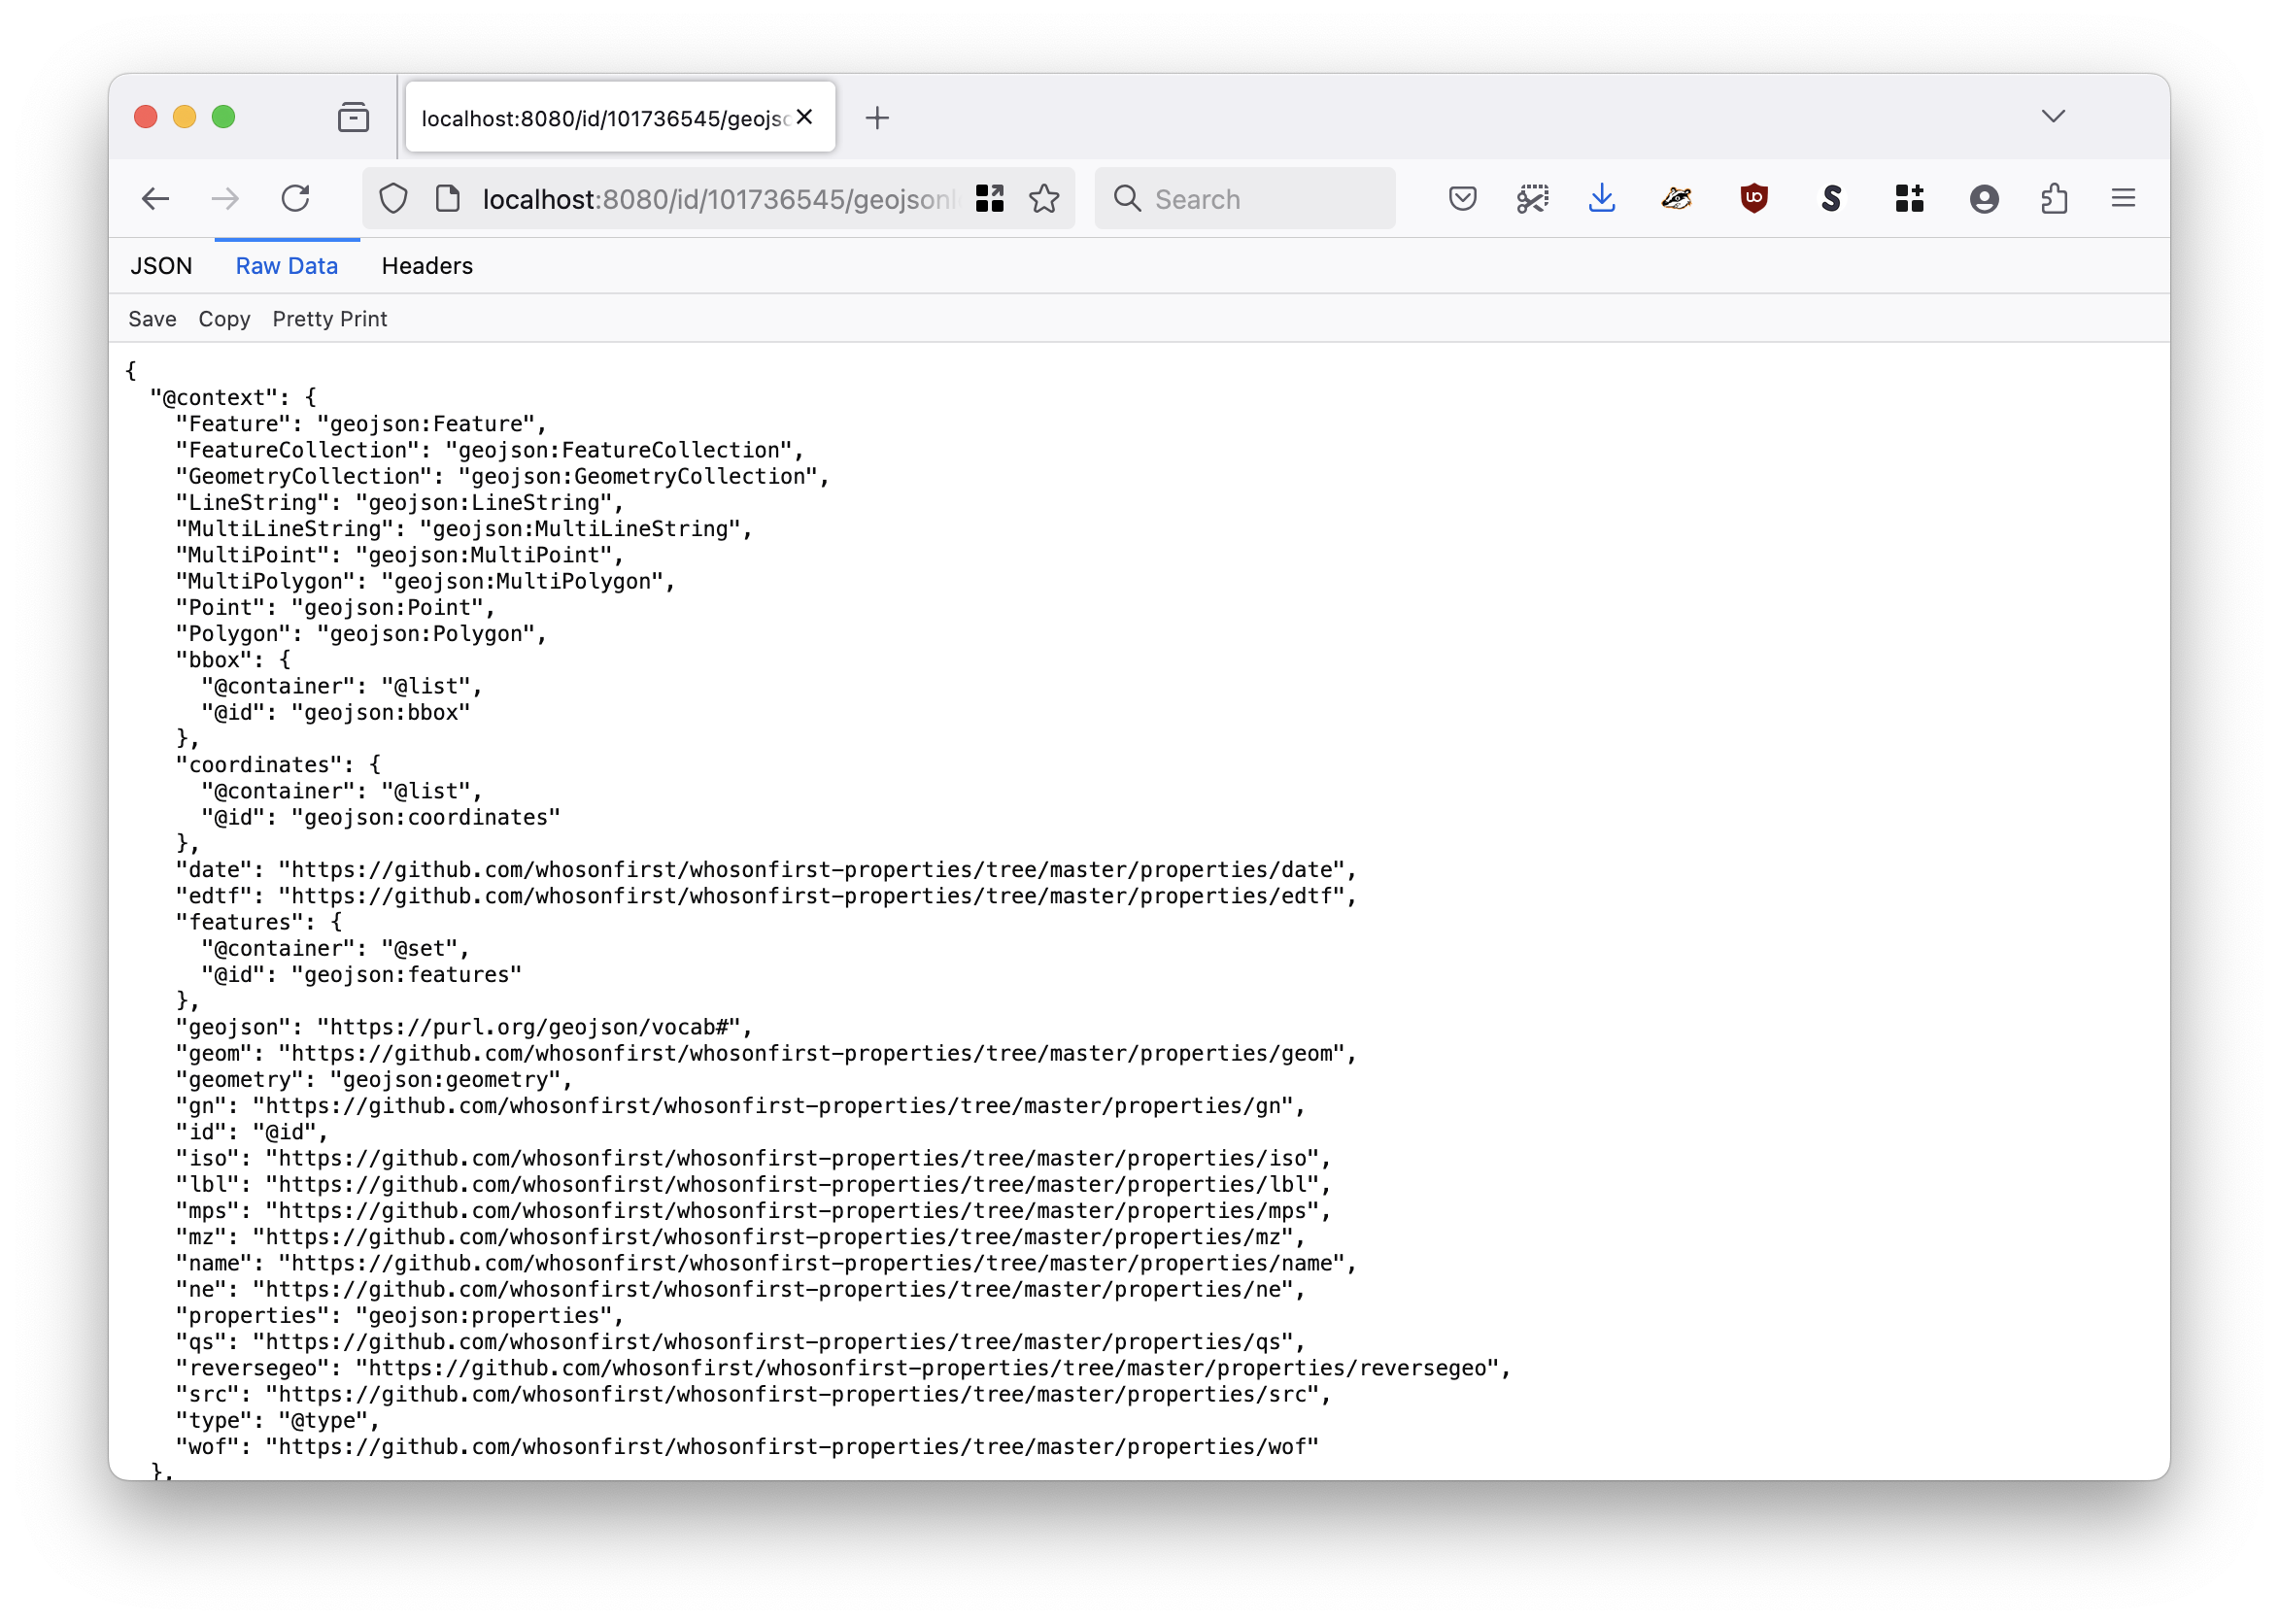 localhost:8080/id/101736545/geojso
localhost:8080/id/101736545/geojsonl
Search
JSON Raw Data Headers
Save Copy Pretty Print
{
  "@context": {
    "Feature": "geojson:Feature",
    "FeatureCollection": "geojson:FeatureCollection",
    "GeometryCollection": "geojson:GeometryCollection",
    "LineString": "geojson:LineString",
    "MultiLineString": "geojson:MultiLineString",
    "MultiPoint": "geojson:MultiPoint",
    "MultiPolygon": "geojson:MultiPolygon",
    "Point": "geojson:Point",
    "Polygon": "geojson:Polygon",
    "bbox": {
      "@container": "@list",
      "@id": "geojson:bbox"
    },
    "coordinates": {
      "@container": "@list",
      "@id": "geojson:coordinates"
    },
    "date": "https://github.com/whosonfirst/whosonfirst-properties/tree/master/properties/date",
    "edtf": "https://github.com/whosonfirst/whosonfirst-properties/tree/master/properties/edtf",
    "features": {
      "@container": "@set",
      "@id": "geojson:features"
    },
    "geojson": "https://purl.org/geojson/vocab#",
    "geom": "https://github.com/whosonfirst/whosonfirst-properties/tree/master/properties/geom",
    "geometry": "geojson:geometry",
    "gn": "https://github.com/whosonfirst/whosonfirst-properties/tree/master/properties/gn",
    "id": "@id",
    "iso": "https://github.com/whosonfirst/whosonfirst-properties/tree/master/properties/iso",
    "lbl": "https://github.com/whosonfirst/whosonfirst-properties/tree/master/properties/lbl",
    "mps": "https://github.com/whosonfirst/whosonfirst-properties/tree/master/properties/mps",
    "mz": "https://github.com/whosonfirst/whosonfirst-properties/tree/master/properties/mz",
    "name": "https://github.com/whosonfirst/whosonfirst-properties/tree/master/properties/name",
    "ne": "https://github.com/whosonfirst/whosonfirst-properties/tree/master/properties/ne",
    "properties": "geojson:properties",
    "qs": "https://github.com/whosonfirst/whosonfirst-properties/tree/master/properties/qs",
    "reversegeo": "https://github.com/whosonfirst/whosonfirst-properties/tree/master/properties/reversegeo",
    "src": "https://github.com/whosonfirst/whosonfirst-properties/tree/master/properties/src",
    "type": "@type",
    "wof": "https://github.com/whosonfirst/whosonfirst-properties/tree/master/properties/wof"
  },